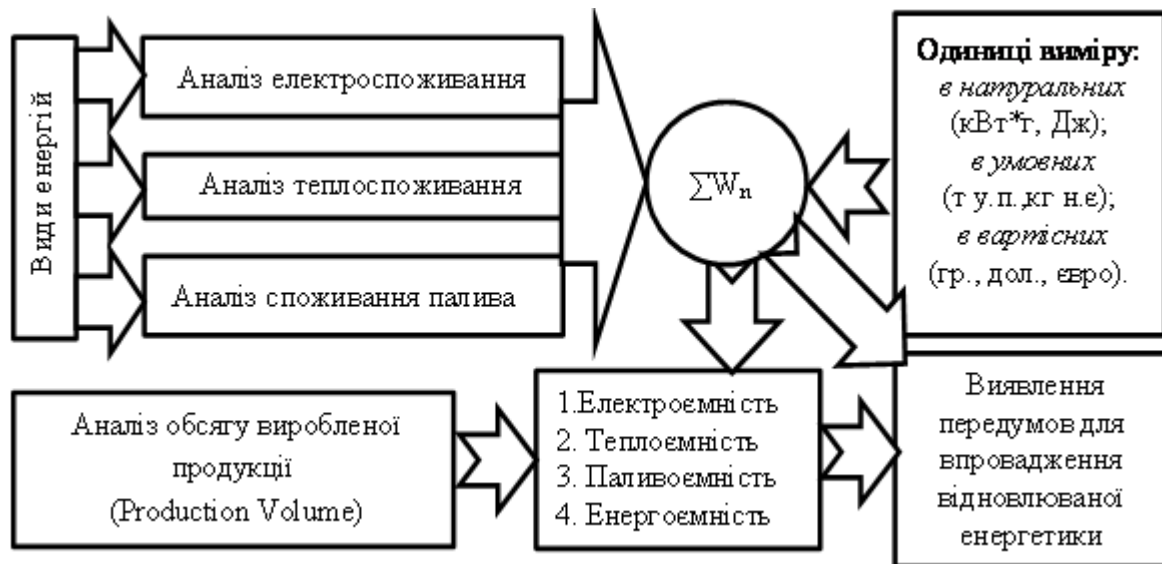 Види енергій
Аналіз електроспоживання
Аналіз теплоспоживання
Аналіз споживання палива
∑Wn
Одиниці виміру:
в натуральних
(кВт*г, Дж);
в умовних
(т у.п.,кг н.є);
в вартісних
(гр., дол., євро).
Аналіз обсягу виробленої
продукції
(Production Volume)
1.Електроємність
2. Теплоємність
3. Паливоємність
4. Енергоємність
Виявлення
передумов для
впровадження
відновлюваної
енергетики